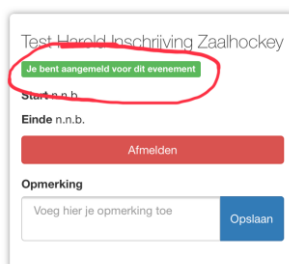 Test Harold Inschrijving Zaalhockey
Je bent aangemeld voor dit evenement
Start n.n.b.
Einde n.n.b.
Afmelden
Opmerking
Voeg hier je opmerking toe
Opslaan